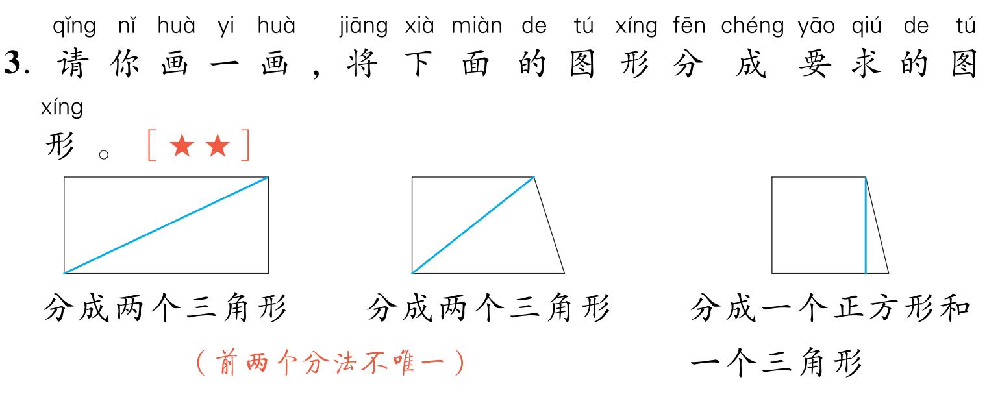 qǐng nǐ huà yi huà jiāng xià miàn de tú xíng fēn chéng yāo qiú de tú
3. 请你画一画，将下面的图形分成要求的图
xíng
形。[★★]
分成两个三角形 分成两个三角形 分成一个正方形和
（前两个分法不唯一） 一个三角形